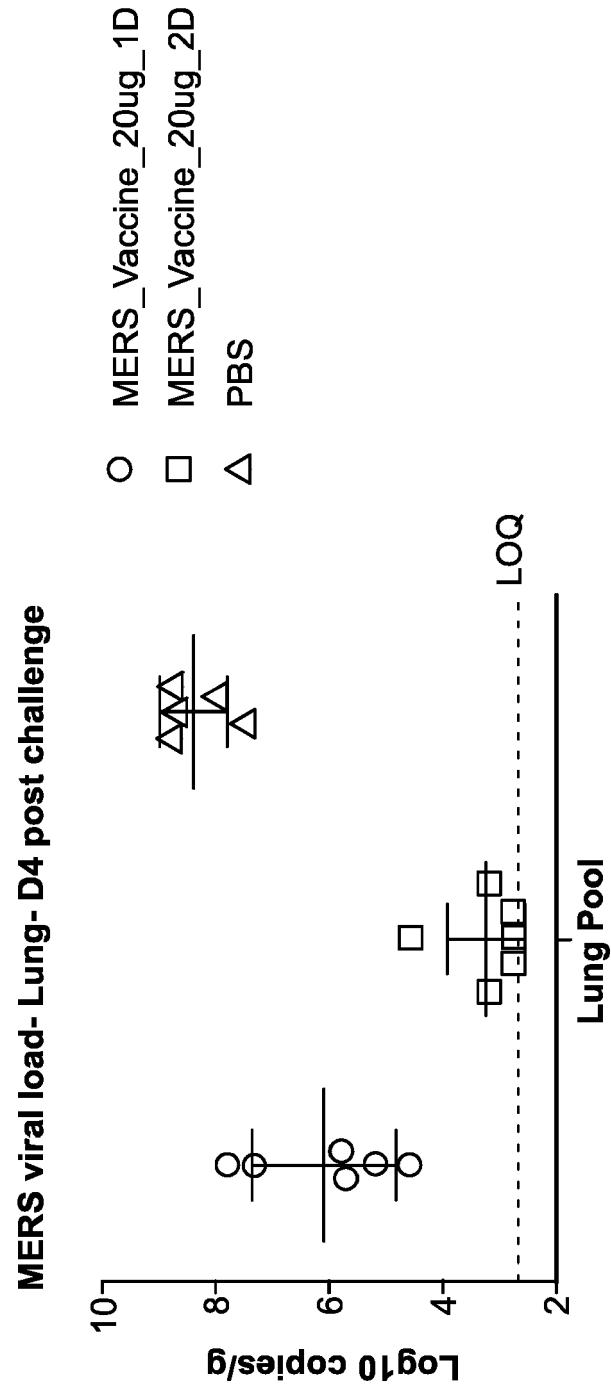 MERS viral load- Lung- D4 post challenge
MERS_Vaccine_20ug_1D
MERS_Vaccine_20ug_2D
PBS
Log10 copies/g
10
8
6
4
2
LOQ
Lung Pool